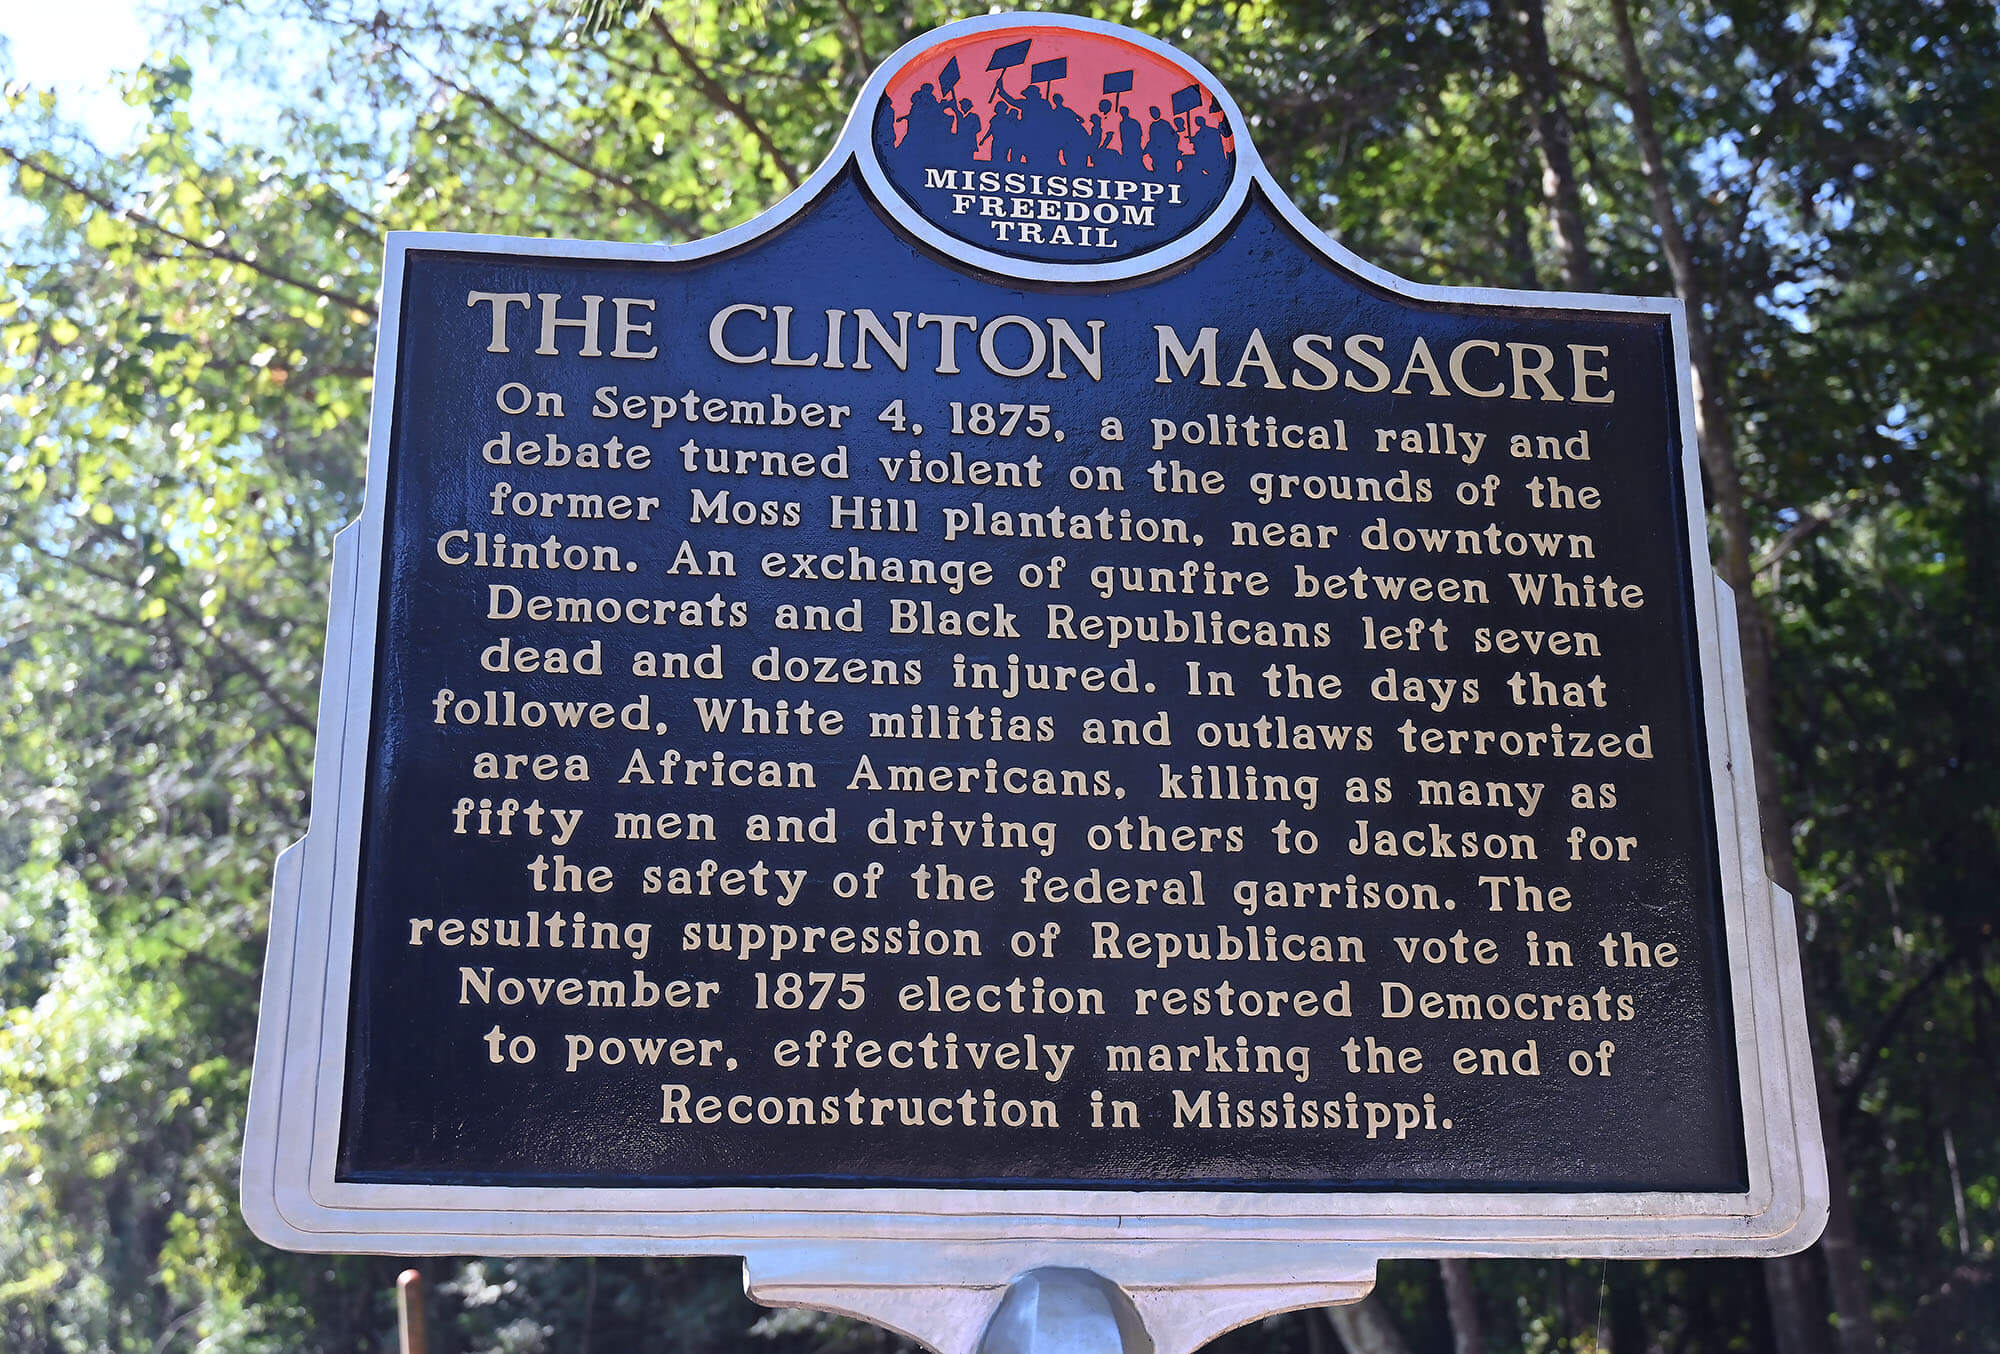 MISSISSIPPI
FREEDOM
TRAIL
THE CLINTON MASSACRE
On September 4, 1875, a political rally and
debate turned violent on the grounds of the
former Moss Hill plantation, near downtown
Clinton. An exchange of gunfire between White
Democrats and Black Republicans left seven
dead and dozens injured. In the days that
followed, White militias and outlaws terrorized
area African Americans, killing as many as
fifty men and driving others to Jackson for
the safety of the federal garrison. The
resulting suppression of Republican vote in the
November 1875 election restored Democrats
to power, effectively marking the end of
Reconstruction in Mississippi.